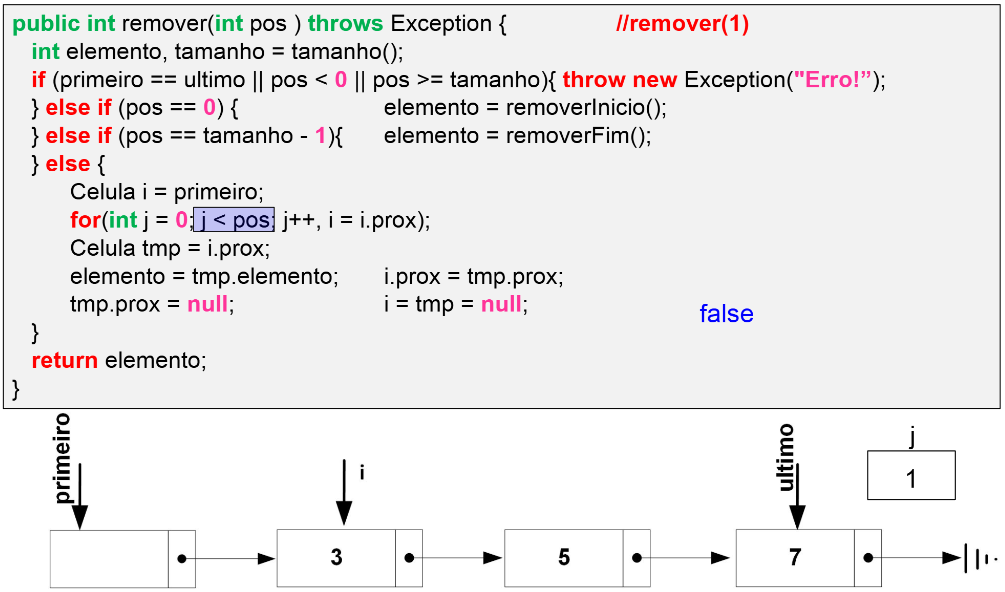 public int remover(int pos ) throws Exception { //remover(1)
int elemento, tamanho = tamanho();
if (primeiro == ultimo || pos < 0 || pos >= tamanho){ throw new Exception("Erro!”);
} else if (pos == 0) { elemento = removerInicio();
} else if (pos == tamanho - 1){ elemento = removerFim();
} else {
Celula i = primeiro;
for(int j = 0; j < pos; j++, i = i.prox);
Celula tmp = i.prox;
elemento = tmp.elemento; i.prox = tmp.prox;
tmp.prox = null; i = tmp = null;
false
}
return elemento;
}
primeiro
i
ultimo
j
1
3
5
7